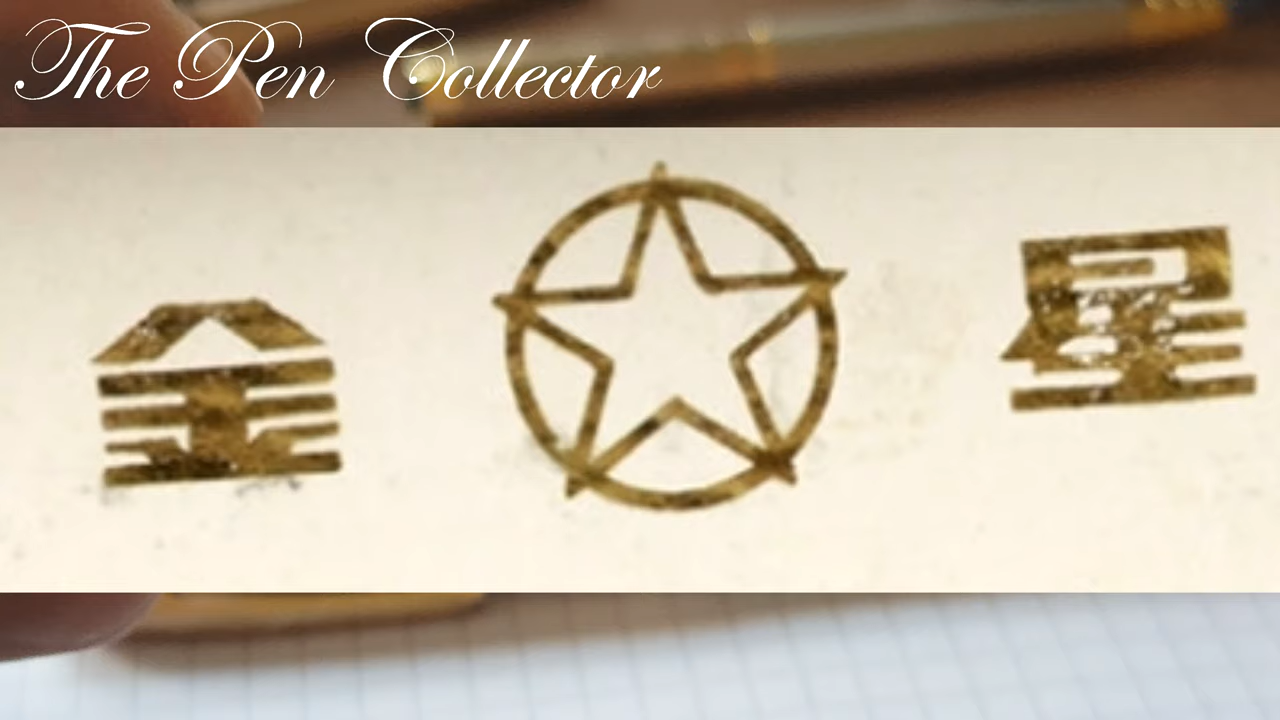 The Pen Collector
金 星